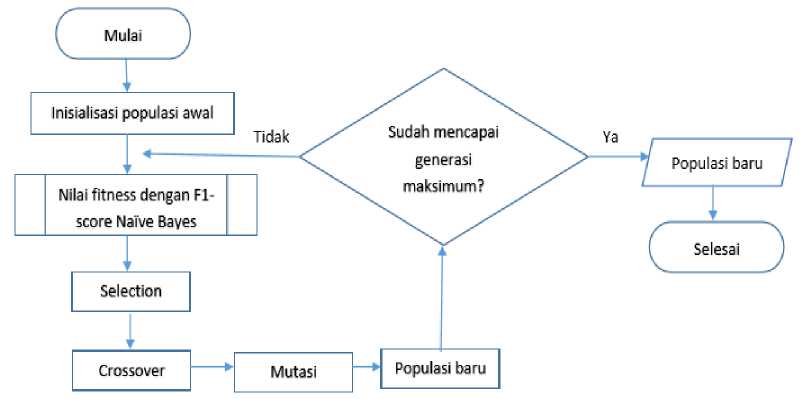 Mulai
Inisialisasi populasi awal
Tidak
Sudah mencapai
generasi
maksimum?
Ya
Populasi baru
Nilai fitness dengan F1-
score Naïve Bayes
Selesai
Selection
Crossover
Mutasi
Populasi baru